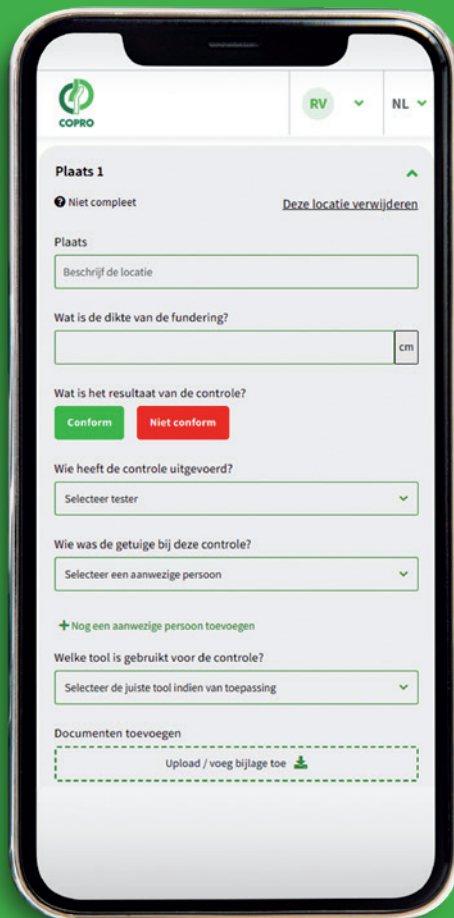 COPRO
RV
NL
Plaats 1
Niet compleet
Deze locatie verwijderen
Plaats
Beschrijf de locatie
Wat is de dikte van de fundering?
cm
Wat is het resultaat van de controle?
Conform
Niet conform
Wie heeft de controle uitgevoerd?
Selecteer tester
Wie was de getuige bij deze controle?
Selecteer een aanwezige persoon
+ Nog een aanwezige persoon toevoegen
Welke tool is gebruikt voor de controle?
Selecteer de juiste tool indien van toepassing
Documenten toevoegen
Upload / voeg bijlage toe